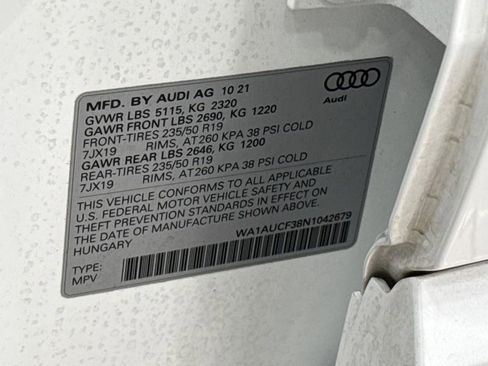 MFD. BY AUDI AG 10 21
GVWR LBS 5115, KG 2320
GAWR FRONT LBS 2690, KG 1220
FRONT-TIRES 235/50 R19
7JX19 RIMS, AT260 KPA 38 PSI COLD
GAWR REAR LBS 2646, KG 1200
REAR-TIRES 235/50 R19
7JX19 RIMS, AT260 KPA 38 PSI COLD
Audi
THIS VEHICLE CONFORMS TO ALL APPLICABLE
U.S. FEDERAL MOTOR VEHICLE SAFETY AND
THEFT PREVENTION STANDARDS IN EFFECT ON
THE DATE OF MANUFACTURE SHOWN ABOVE.
HUNGARY
WA1AUCF38N1042679
TYPE:
MPV